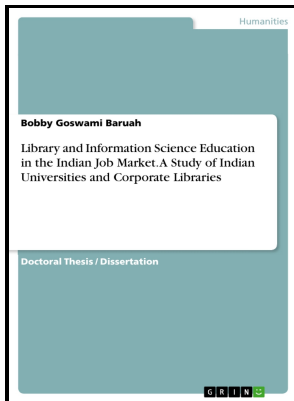 Humanities
Bobby Goswami Baruah
Library and Information Science Education
in the Indian Job Market. A Study of Indian
Universities and Corporate Libraries
Doctoral Thesis / Dissertation
GRIN